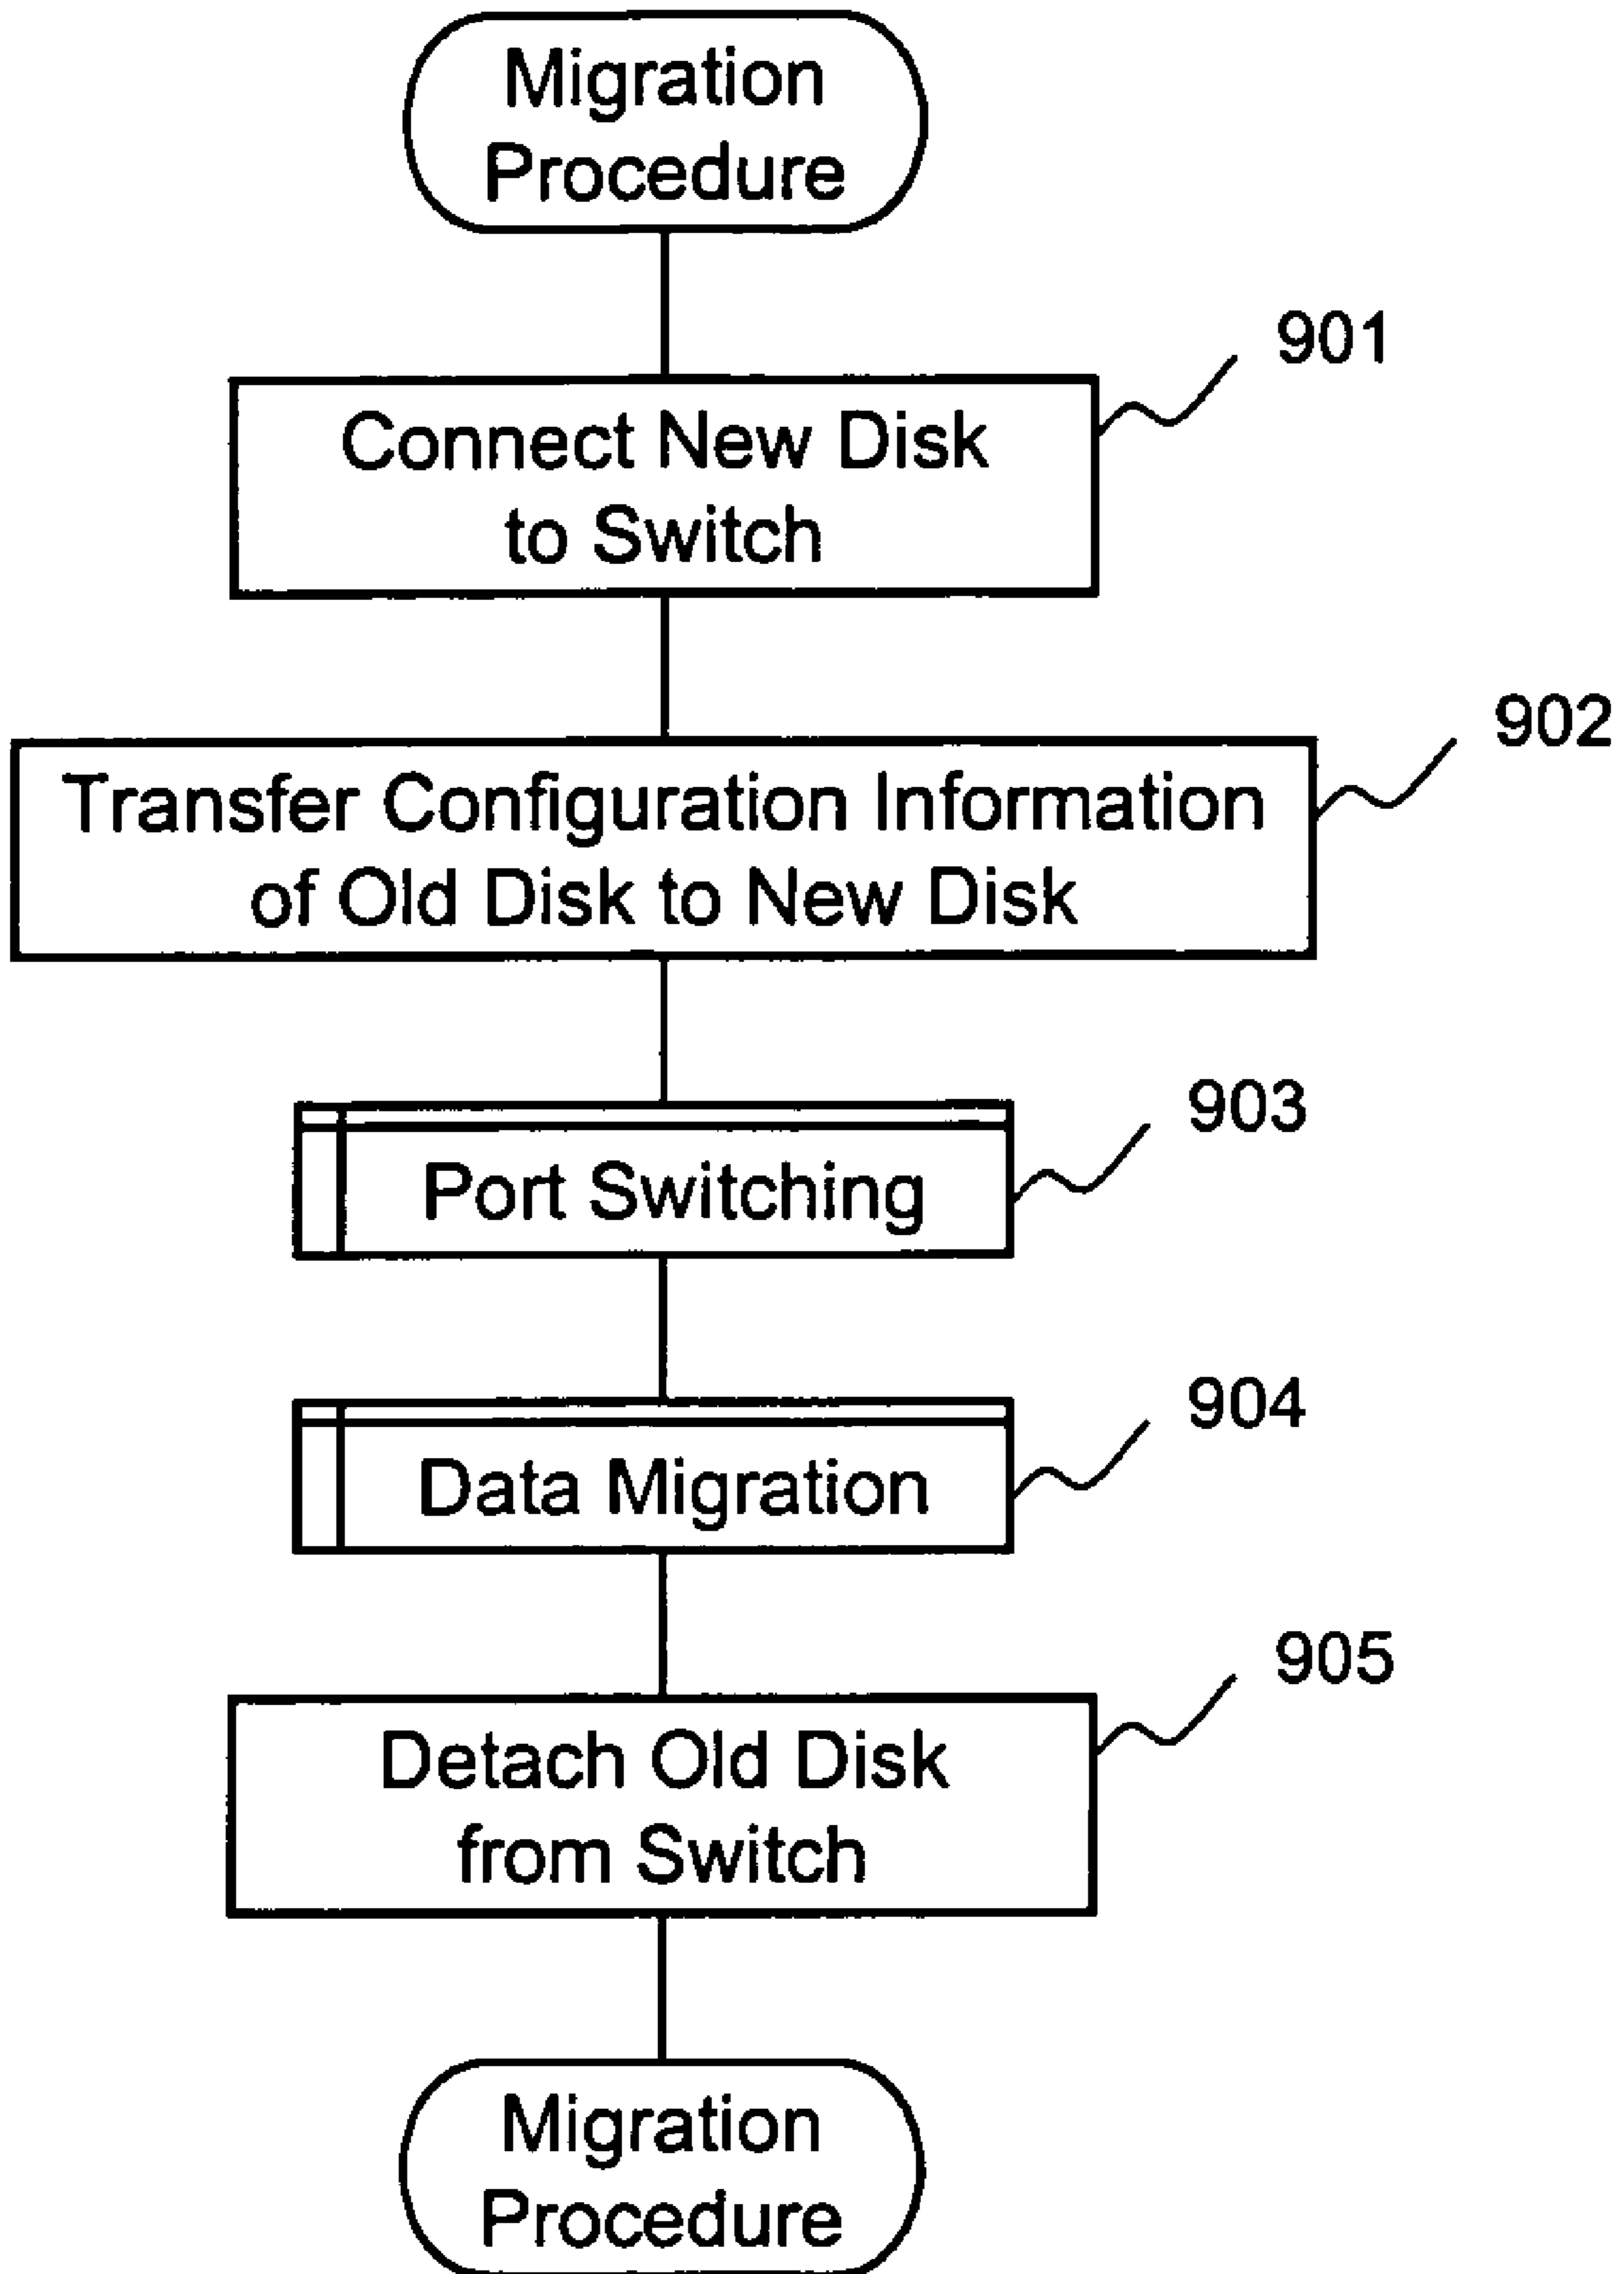 Migration
Procedure
901
Connect New Disk
to Switch
902
Transfer Configuration Information
of Old Disk to New Disk
903
Port Switching
904
Data Migration
905
Detach Old Disk
from Switch
Migration
Procedure